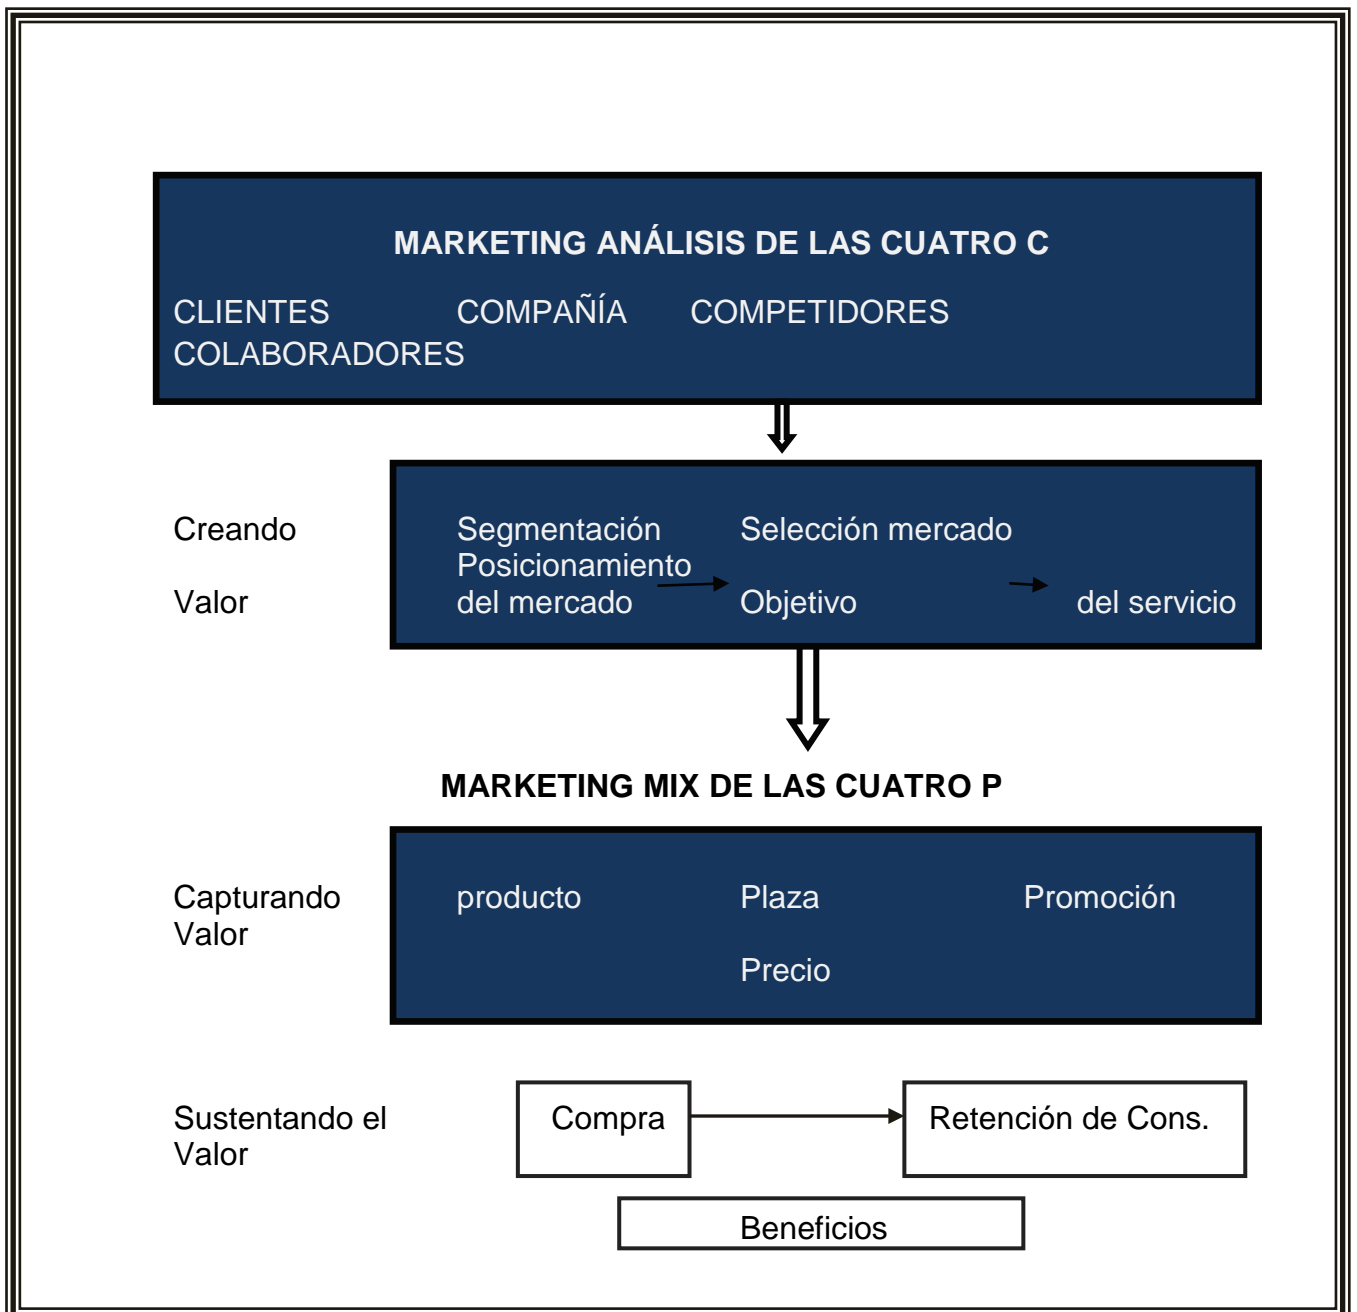 MARKETING ANÁLISIS DE LAS CUATRO C
CLIENTES COMPAÑÍA COMPETIDORES
COLABORADORES
Creando Segmentación Selección mercado
Posicionamiento
Valor del mercado Objetivo del servicio
MARKETING MIX DE LAS CUATRO P
Capturando producto Plaza Promoción
Valor
Precio
Sustentando el Compra Retención de Cons.
Valor
Beneficios